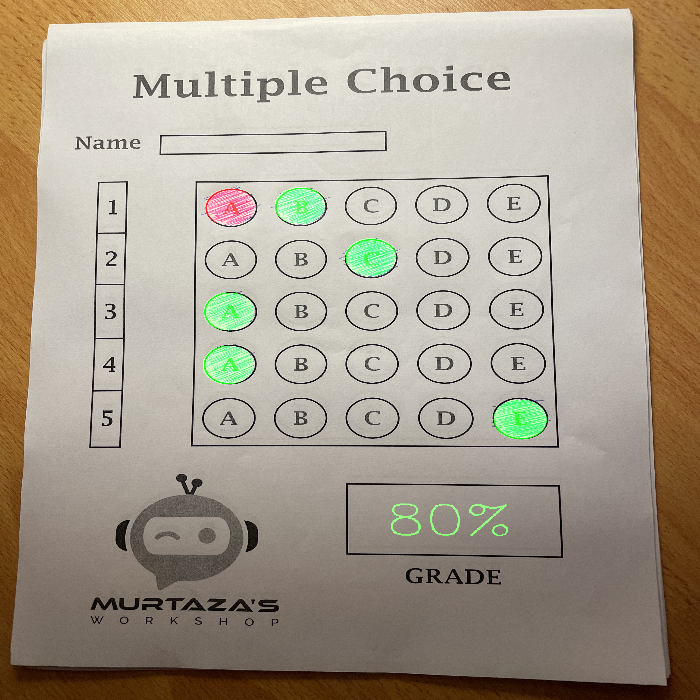 Multiple Choice
Name
1 A B C D E
2 A B C D E
3 A B C D E
4 A B C D E
5 A B C D E
80%
GRADE
MURTAZA'S
WORKSHOP